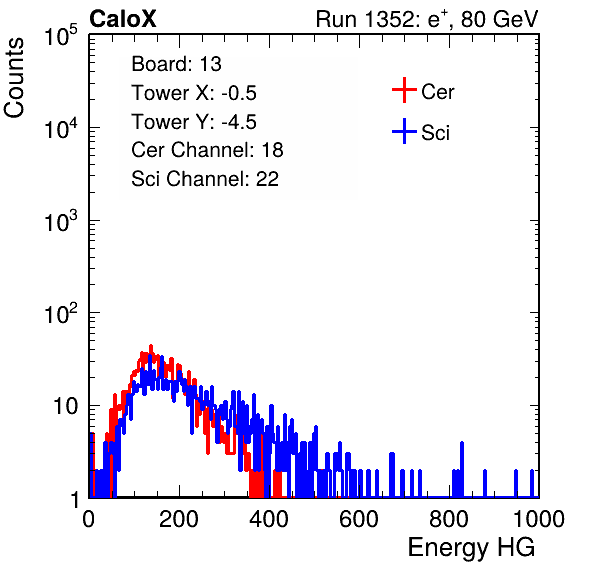 CaloX Run 1352: e⁺, 80 GeV
Counts
Board: 13
Tower X: -0.5
Tower Y: -4.5
Cer Channel: 18
Sci Channel: 22
Cer
Sci
10⁵
10⁴
10³
10²
10
1
0 200 400 600 800 1000
Energy HG